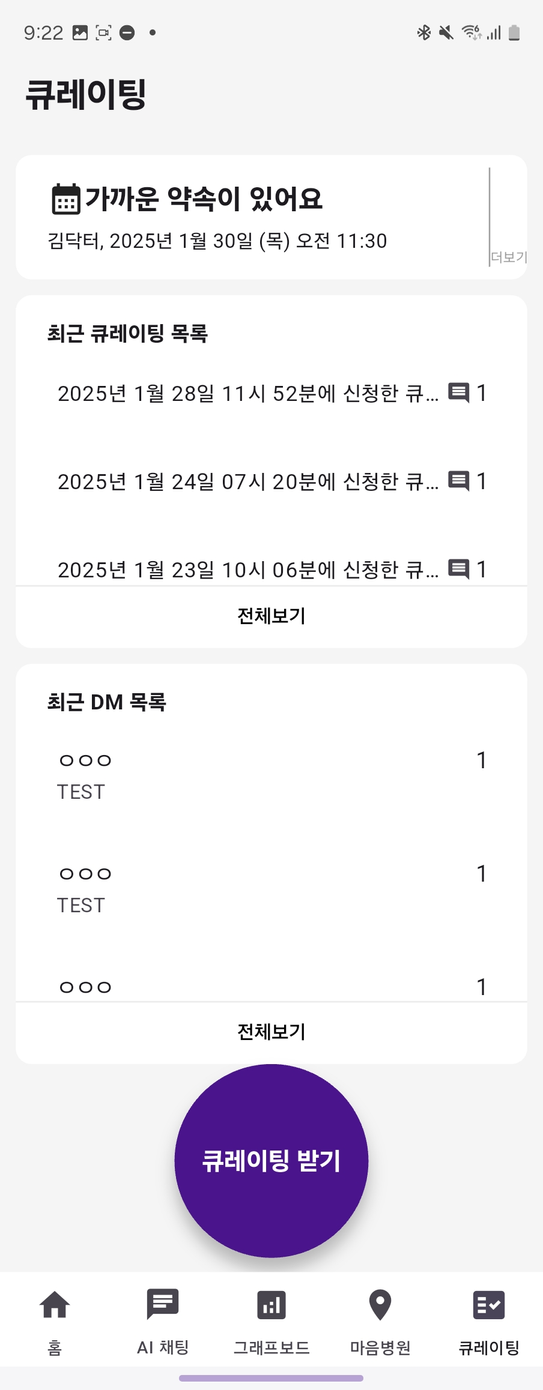 9:22
큐레이팅
가까운 약속이 있어요
김닥터, 2025년 1월 30일 (목) 오전 11:30
더보기
최근 큐레이팅 목록
2025년 1월 28일 11시 52분에 신청한 큐... 1
2025년 1월 24일 07시 20분에 신청한 큐... 1
2025년 1월 23일 10시 06분에 신청한 큐... 1
전체보기
최근 DM 목록
ㅇㅇㅇ 1
TEST
ㅇㅇㅇ 1
TEST
ㅇㅇㅇ 1
전체보기
큐레이팅 받기
홈 AI 채팅 그래프보드 마음병원 큐레이팅